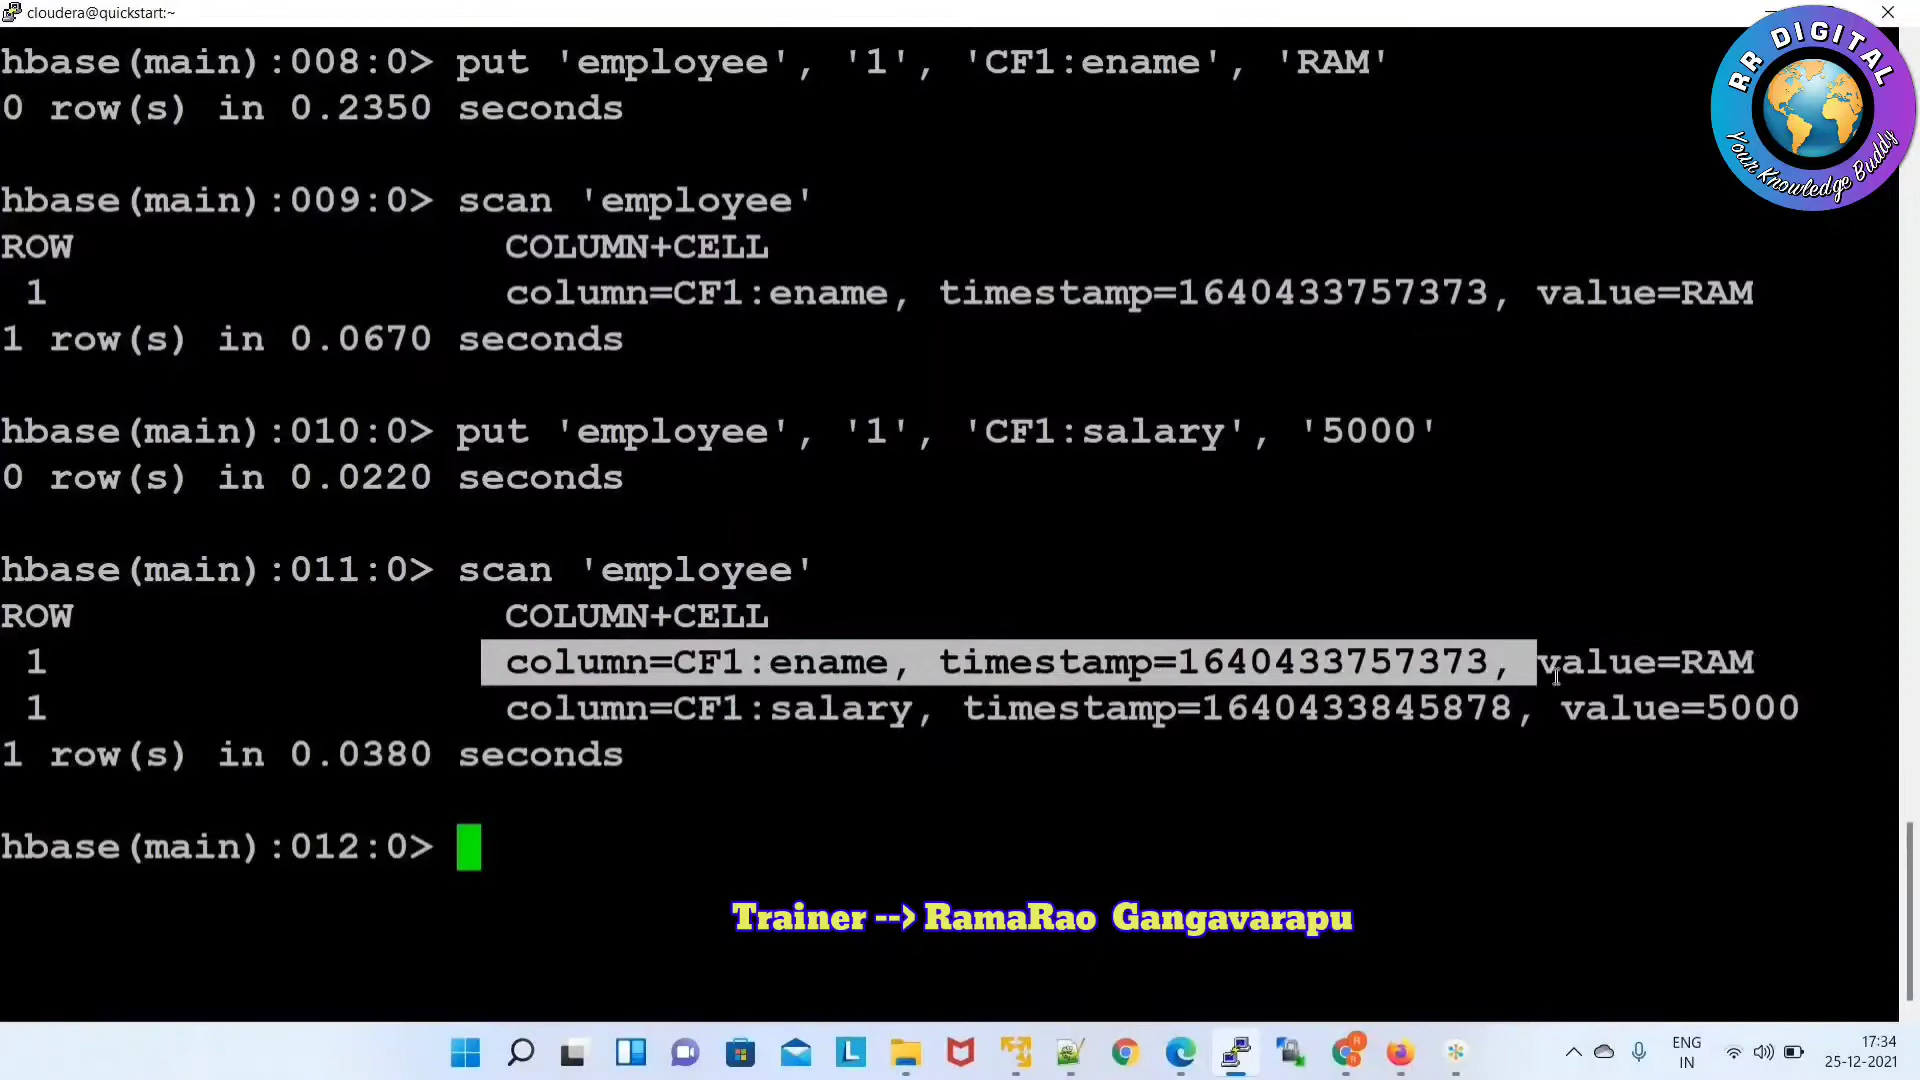 cloudera@quickstart:~
hbase(main):008:0> put 'employee', '1', 'CF1:ename', 'RAM'
0 row(s) in 0.2350 seconds
hbase(main):009:0> scan 'employee'
ROW COLUMN+CELL
1 column=CF1:ename, timestamp=1640433757373, value=RAM
1 row(s) in 0.0670 seconds
hbase(main):010:0> put 'employee', '1', 'CF1:salary', '5000'
0 row(s) in 0.0220 seconds
hbase(main):011:0> scan 'employee'
ROW COLUMN+CELL
1 column=CF1:ename, timestamp=1640433757373, value=RAM
1 column=CF1:salary, timestamp=1640433845878, value=5000
1 row(s) in 0.0380 seconds
hbase(main):012:0>
RR DIGITAL
Your Knowledge Buddy
Trainer --> RamaRao Gangavarapu
ENG
IN
17:34
25-12-2021